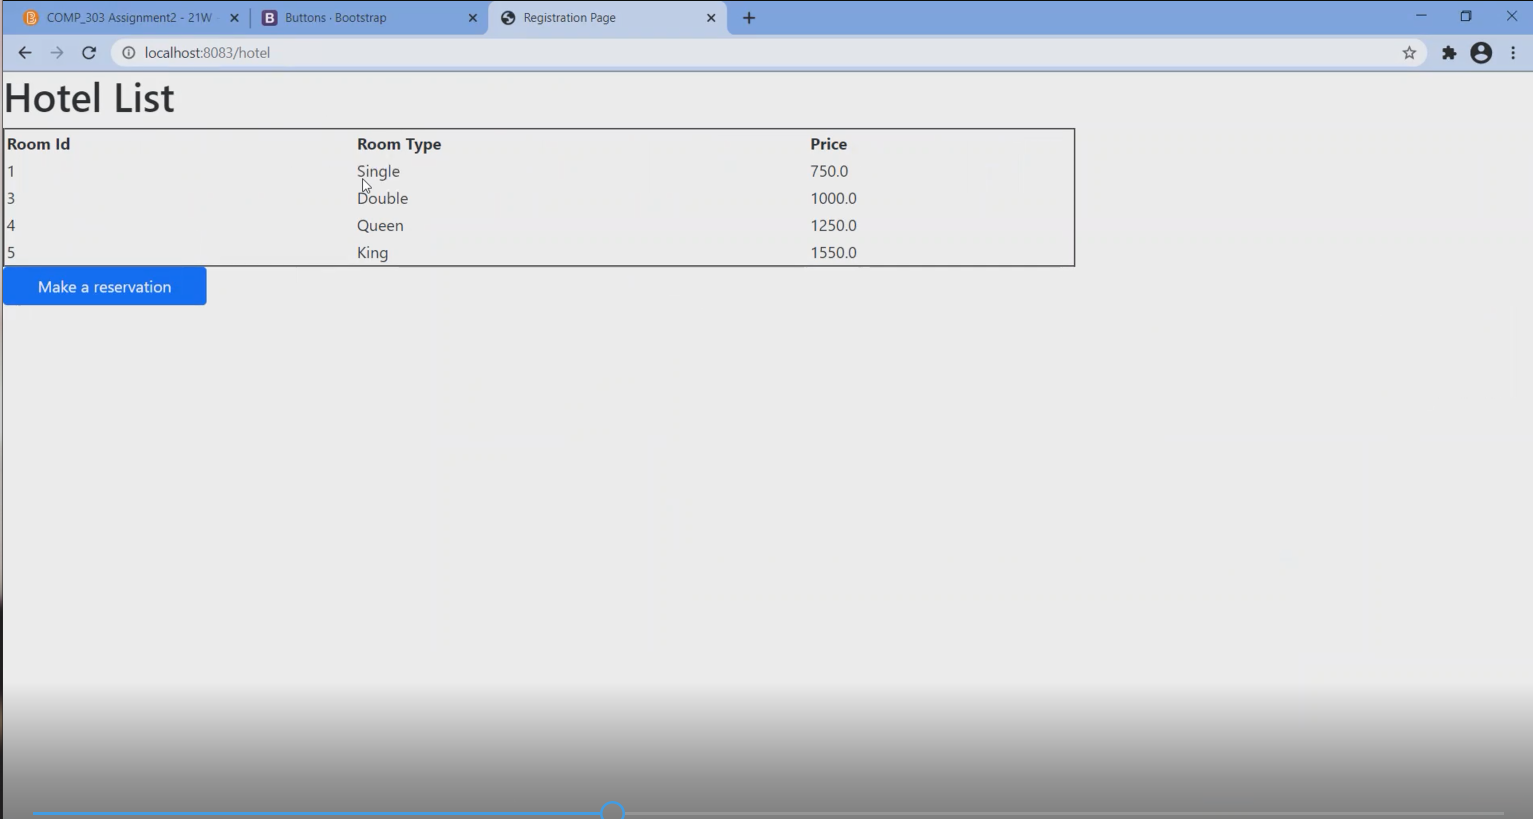 COMP_303 Assignment2 - 21W
Buttons · Bootstrap
Registration Page
localhost:8083/hotel
Hotel List
Room Id Room Type Price
1 Single 750.0
3 Double 1000.0
4 Queen 1250.0
5 King 1550.0
Make a reservation